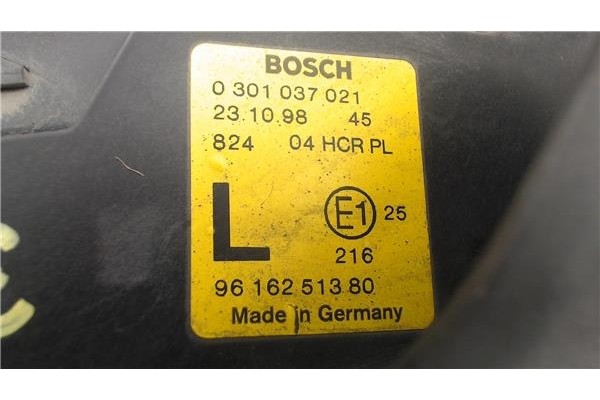 BOSCH
0 301 037 021
23.10.98 45
824 04 HCR PL
L E1 25
216
96 162 513 80
Made in Germany